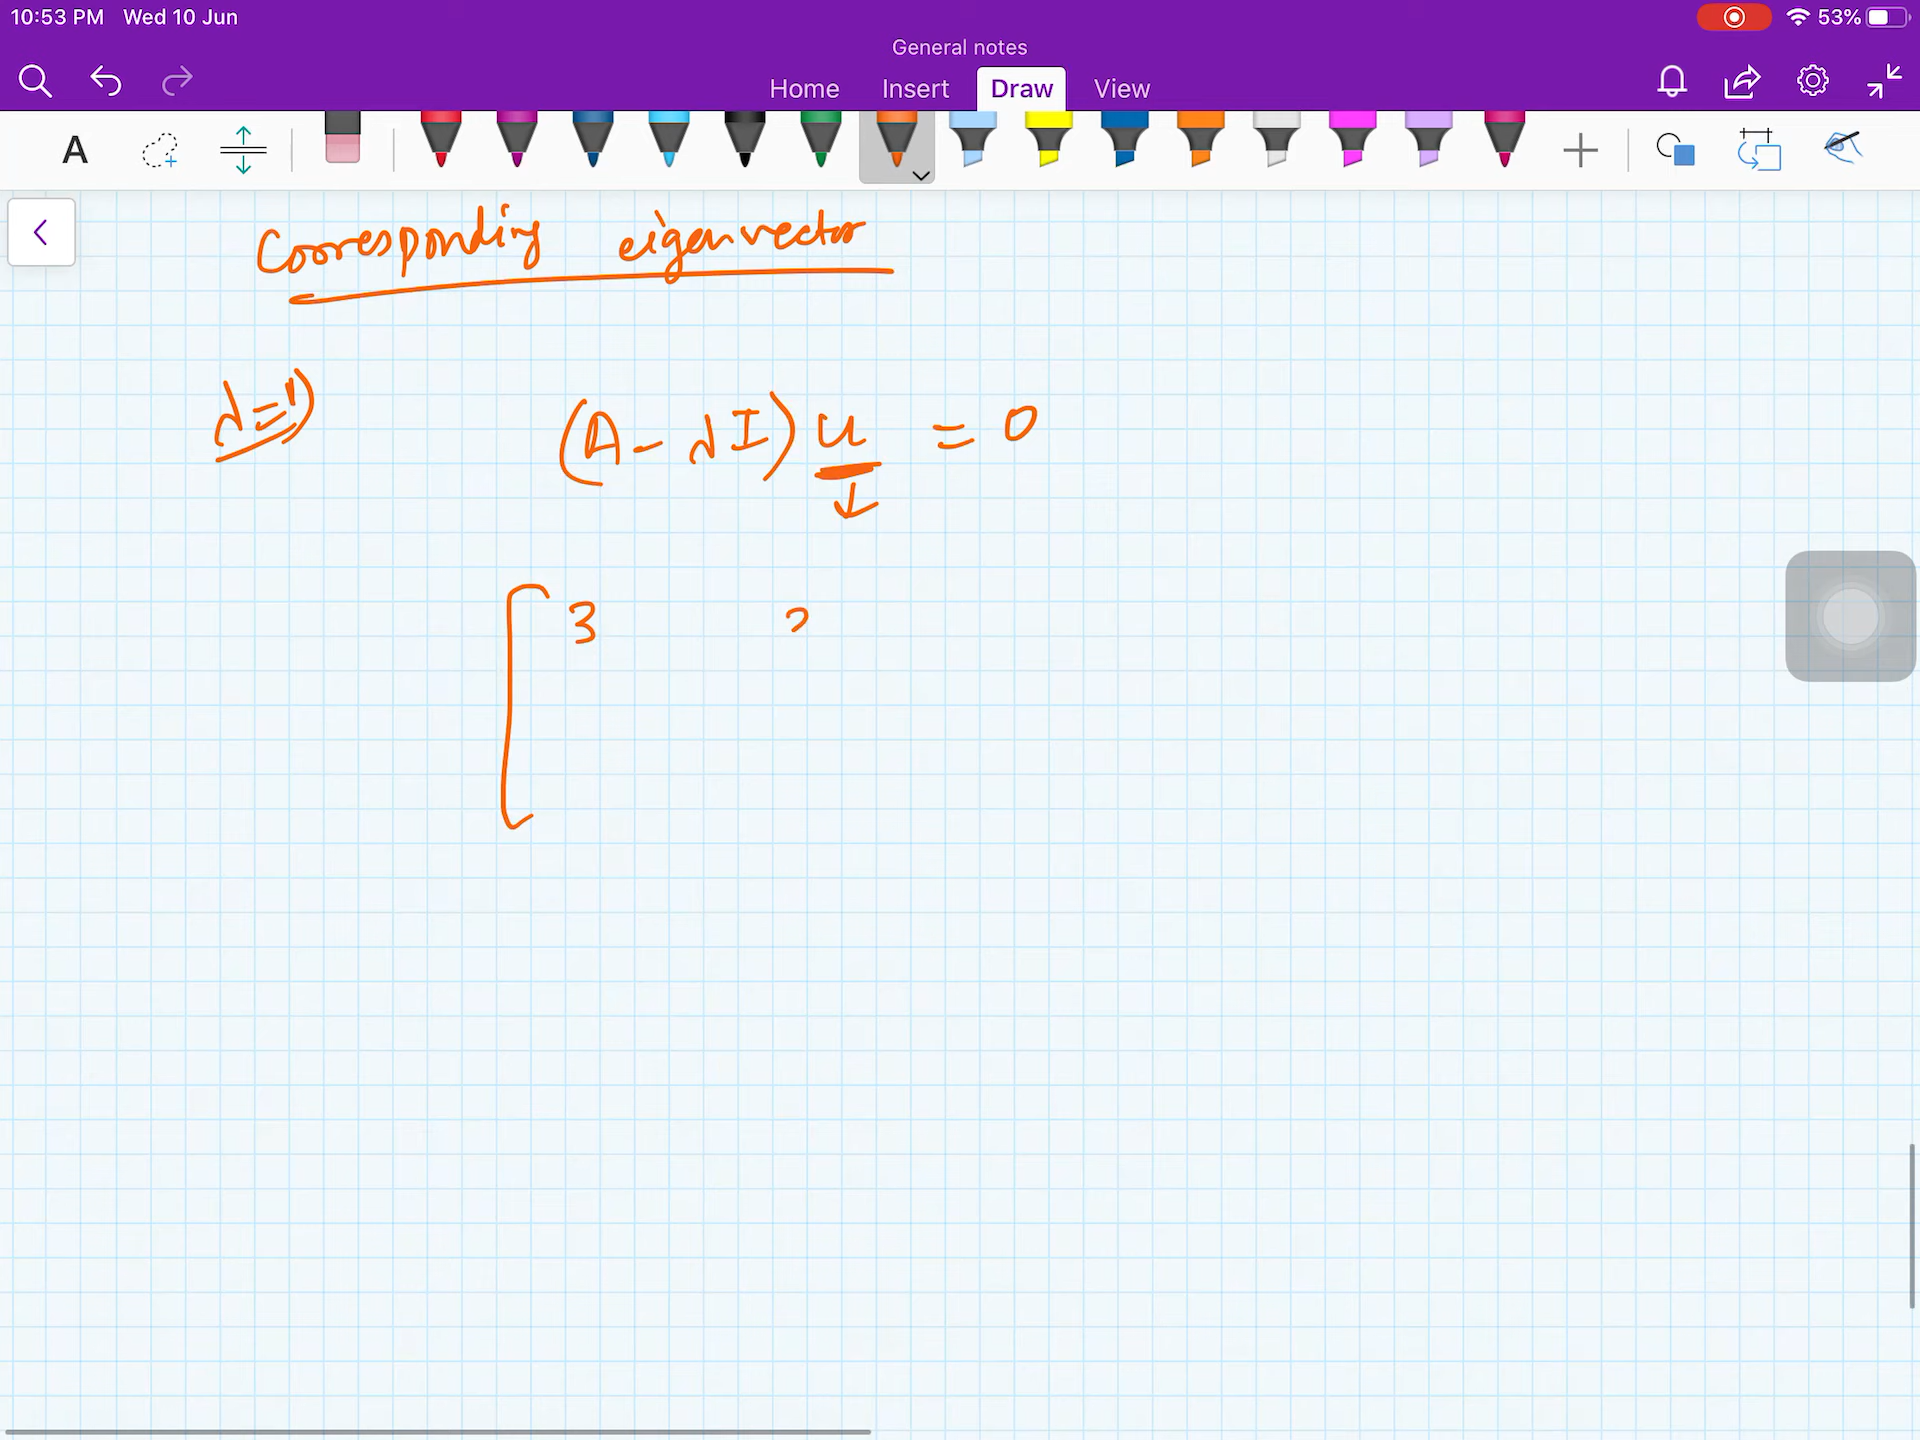 10:53 PM Wed 10 Jun 53%
General notes
Home Insert Draw View
A
Corresponding eigenvector
λ=1)
(A - λI) u = 0
[ 3 2